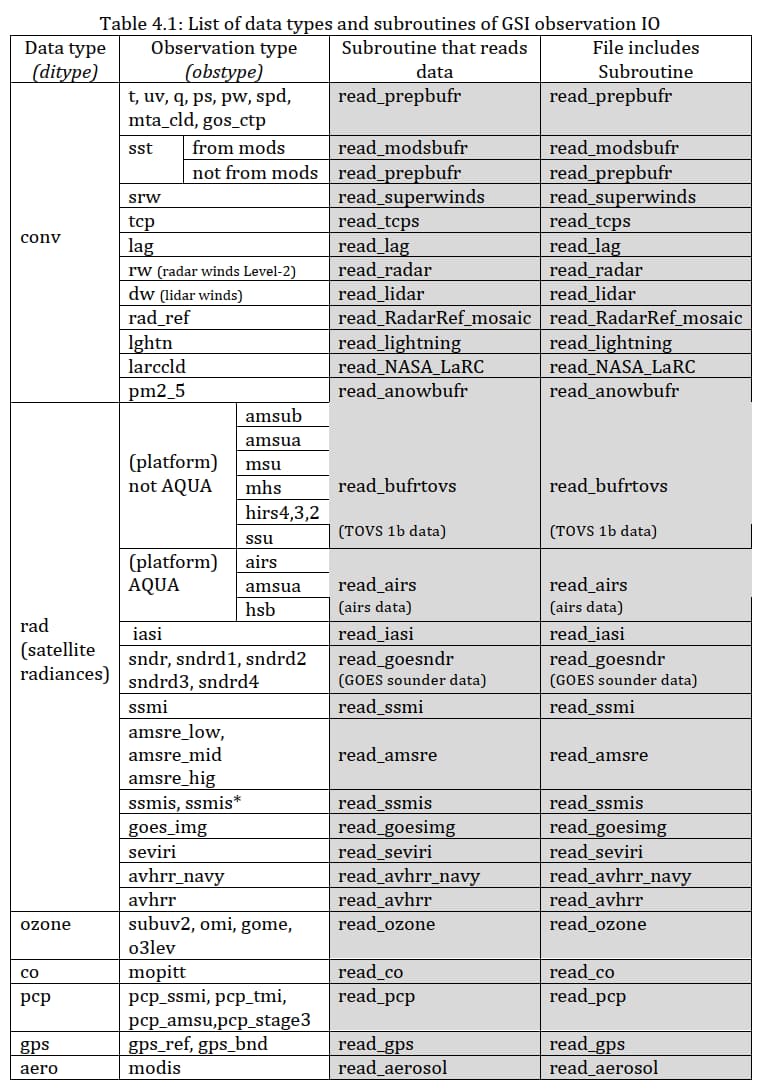 Table 4.1: List of data types and subroutines of GSI observation IO
Data type Observation type Subroutine that reads File includes
(ditype) (obstype) data Subroutine
t, uv, q, ps, pw, spd, read_prepbufr read_prepbufr
mta_cld, gos_ctp
sst from mods read_modsbufr read_modsbufr
not from mods read_prepbufr read_prepbufr
srw read_superwinds read_superwinds
tcp read_tcps read_tcps
conv
lag read_lag read_lag
rw (radar winds Level-2) read_radar read_radar
dw (lidar winds) read_lidar read_lidar
rad_ref read_RadarRef_mosaic read_RadarRef_mosaic
lghtn read_lightning read_lightning
larccld read_NASA_LaRC read_NASA_LaRC
pm2_5 read_anowbufr read_anowbufr
amsub
amsua
(platform) msu
not AQUA mhs read_bufrtovs read_bufrtovs
hirs4,3,2
ssu (TOVS 1b data) (TOVS 1b data)
(platform) airs
AQUA amsua read_airs read_airs
hsb (airs data) (airs data)
rad iasi read_iasi read_iasi
(satellite sndr, sndrd1, sndrd2 read_goesndr read_goesndr
radiances) sndrd3, sndrd4 (GOES sounder data) (GOES sounder data)
ssmi read_ssmi read_ssmi
amsre_low,
amsre_mid read_amsre read_amsre
amsre_hig
ssmis, ssmis* read_ssmis read_ssmis
goes_img read_goesimg read_goesimg
seviri read_seviri read_seviri
avhrr_navy read_avhrr_navy read_avhrr_navy
avhrr read_avhrr read_avhrr
ozone subuv2, omi, gome, read_ozone read_ozone
o3lev
co mopitt read_co read_co
pcp pcp_ssmi, pcp_tmi, read_pcp read_pcp
pcp_amsu,pcp_stage3
gps gps_ref, gps_bnd read_gps read_gps
aero modis read_aerosol read_aerosol